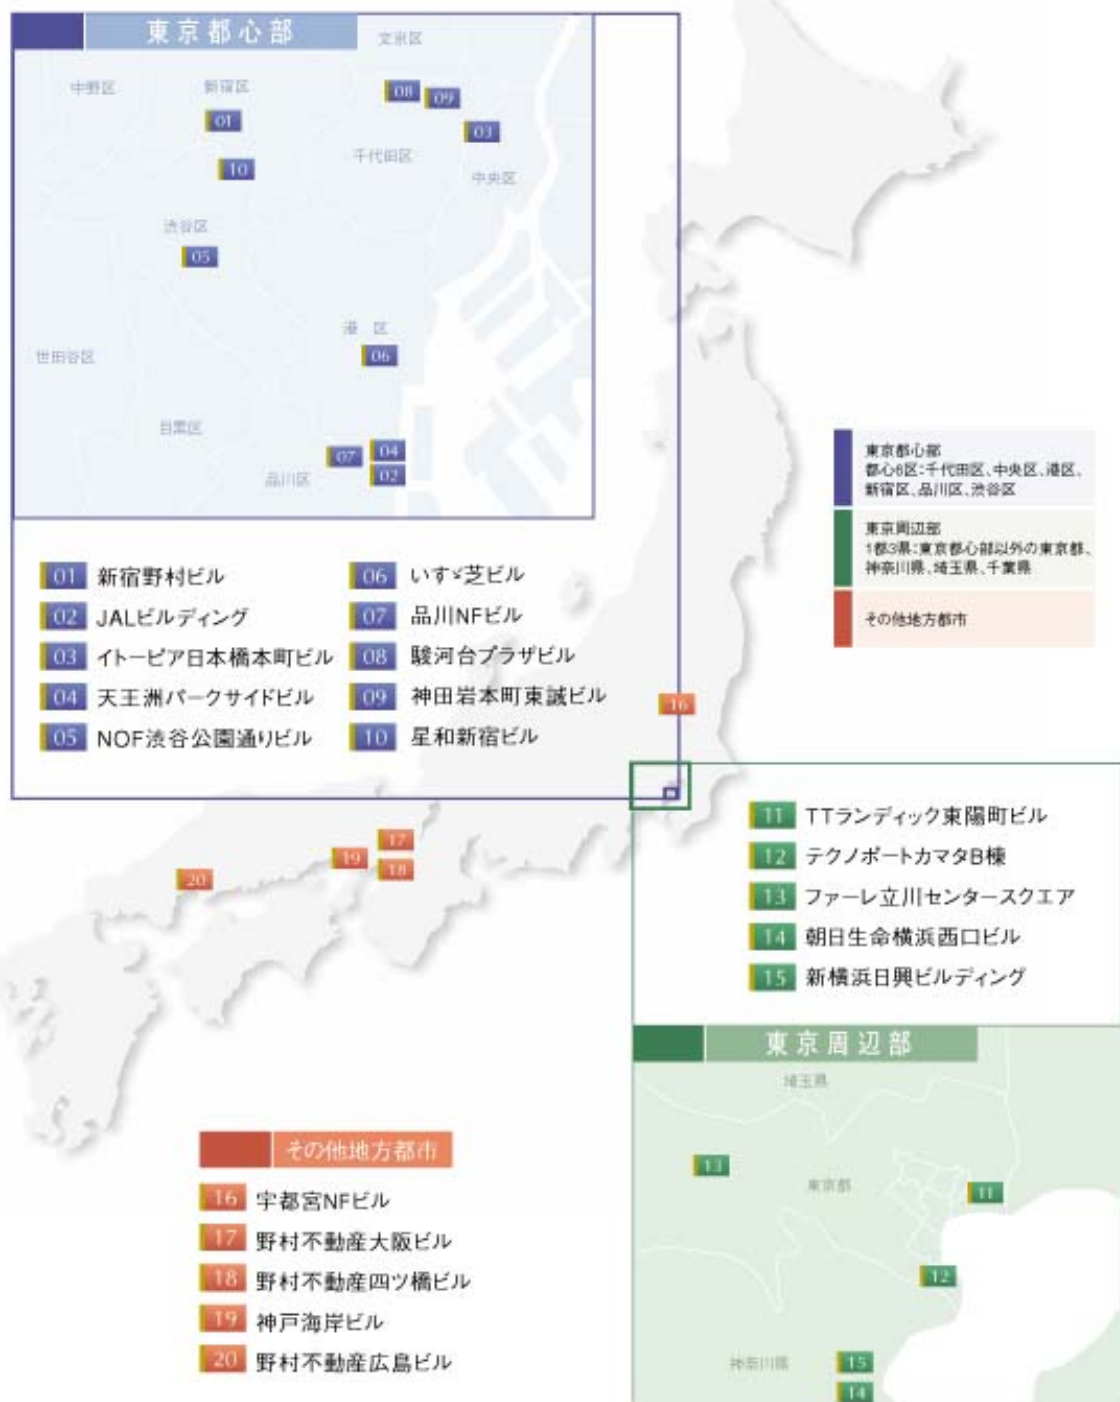 東京都心部
文京区
中野区
新宿区
08
09
01
03
千代田区
10
中央区
渋谷区
05
港 区
06
世田谷区
目黒区
07
04
品川区
02
01 新宿野村ビル
02 JALビルディング
03 イトーピア日本橋本町ビル
04 天王洲パークサイドビル
05 NOF渋谷公園通りビル
06 いすゞ芝ビル
07 品川NFビル
08 駿河台プラザビル
09 神田岩本町東誠ビル
10 星和新宿ビル
東京都心部
都心6区:千代田区、中央区、港区、
新宿区、品川区、渋谷区
東京周辺部
1都3県:東京都心部以外の東京都、
神奈川県、埼玉県、千葉県
その他地方都市
16
17
19
18
20
11 TTランディック東陽町ビル
12 テクノポートカマタB棟
13 ファーレ立川センタースクエア
14 朝日生命横浜西口ビル
15 新横浜日興ビルディング
東京周辺部
埼玉県
13
東京都
11
12
神奈川県
15
14
その他地方都市
16 宇都宮NFビル
17 野村不動産大阪ビル
18 野村不動産四ツ橋ビル
19 神戸海岸ビル
20 野村不動産広島ビル